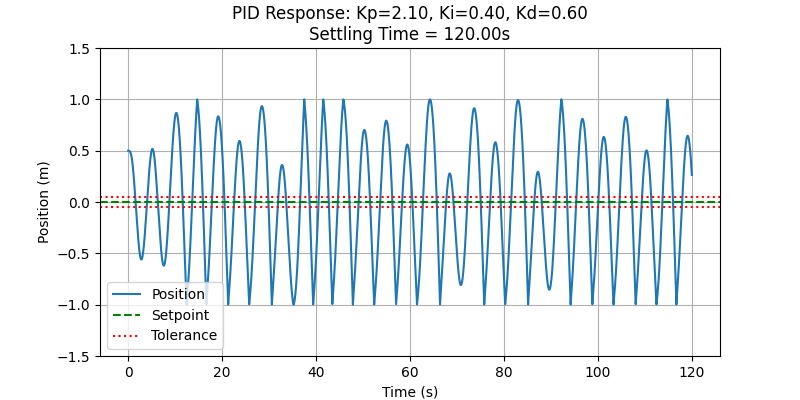 PID Response: Kp=2.10, Ki=0.40, Kd=0.60
Settling Time = 120.00s
1.5
1.0
0.5
0.0
−0.5
−1.0
−1.5
Position (m)
Position
Setpoint
Tolerance
0 20 40 60 80 100 120
Time (s)